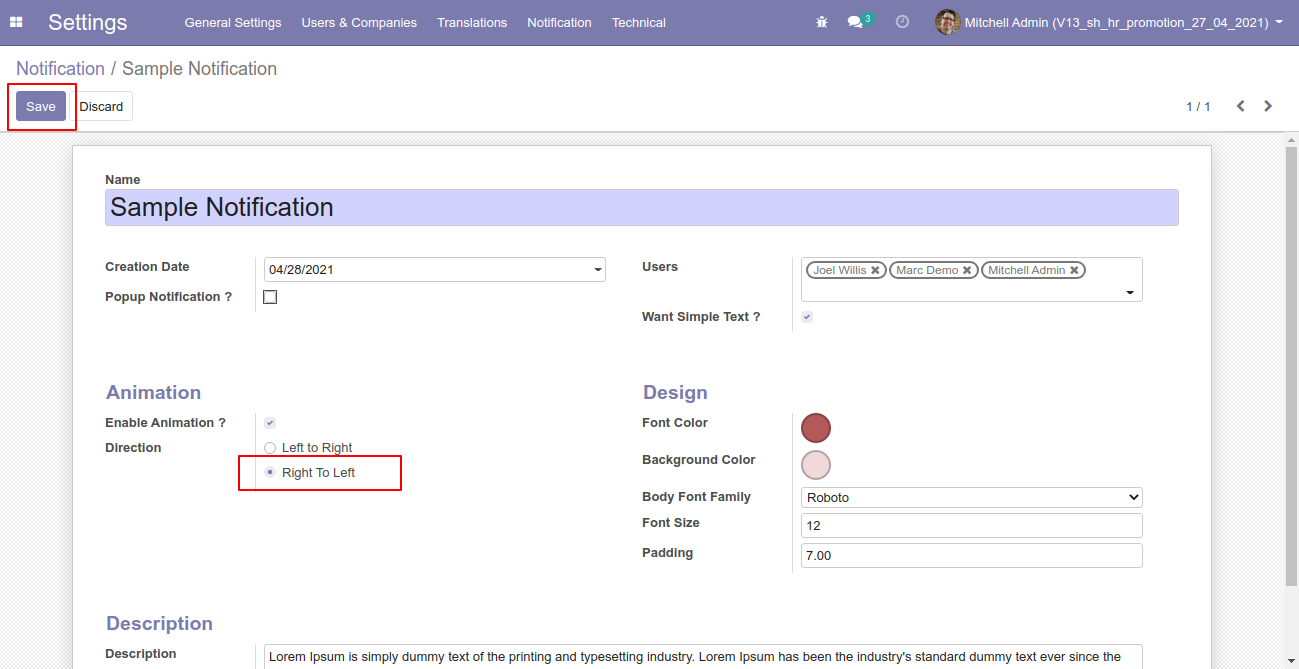 Settings General Settings Users & Companies Translations Notification Technical 3 Mitchell Admin (V13_sh_hr_promotion_27_04_2021)
Notification / Sample Notification
Save Discard 1 / 1
Name
Sample Notification
Creation Date 04/28/2021
Popup Notification ?
Users Joel Willis Marc Demo Mitchell Admin
Want Simple Text ?
Animation
Enable Animation ?
Direction Left to Right
Right To Left
Design
Font Color
Background Color
Body Font Family Roboto
Font Size 12
Padding 7.00
Description
Description Lorem Ipsum is simply dummy text of the printing and typesetting industry. Lorem Ipsum has been the industry's standard dummy text ever since the